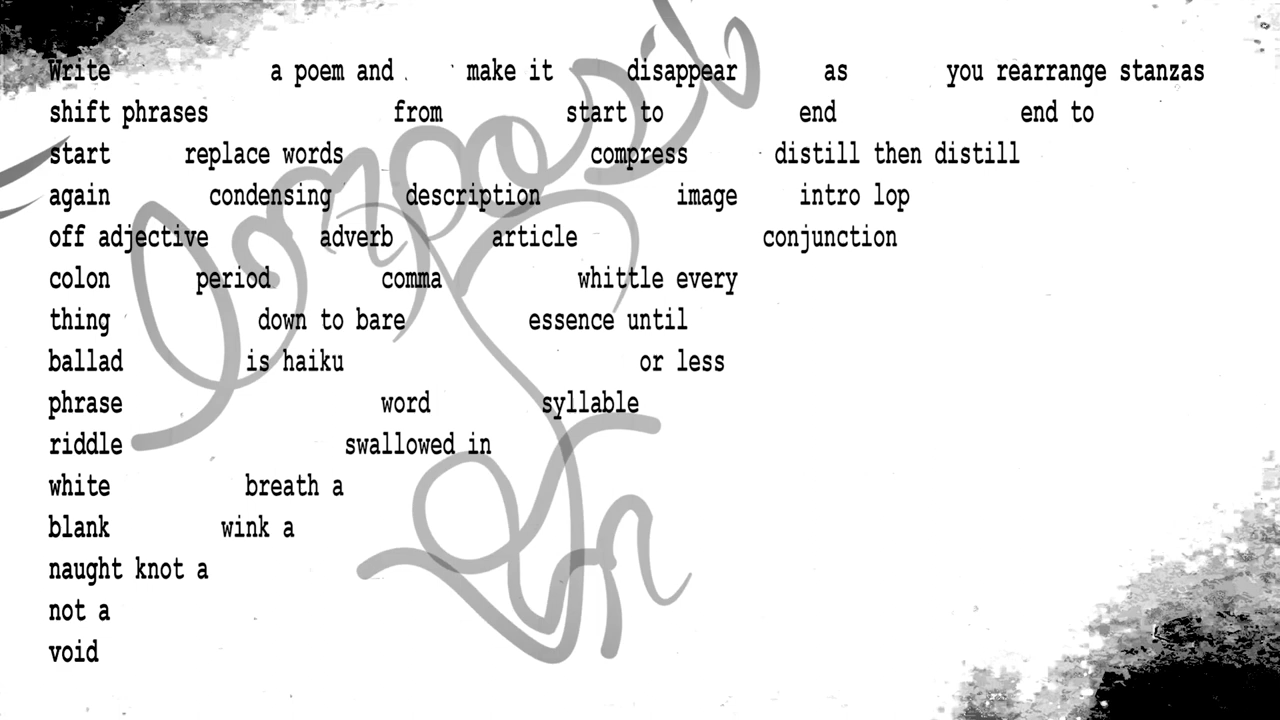 Write a poem and make it disappear as you rearrange stanzas
shift phrases from start to end end to
start replace words compress distill then distill
again condensing description image intro lop
off adjective adverb article conjunction
colon period comma whittle every
thing down to bare essence until
ballad is haiku or less
phrase word syllable
riddle swallowed in
white breath a
blank wink a
naught knot a
not a
void